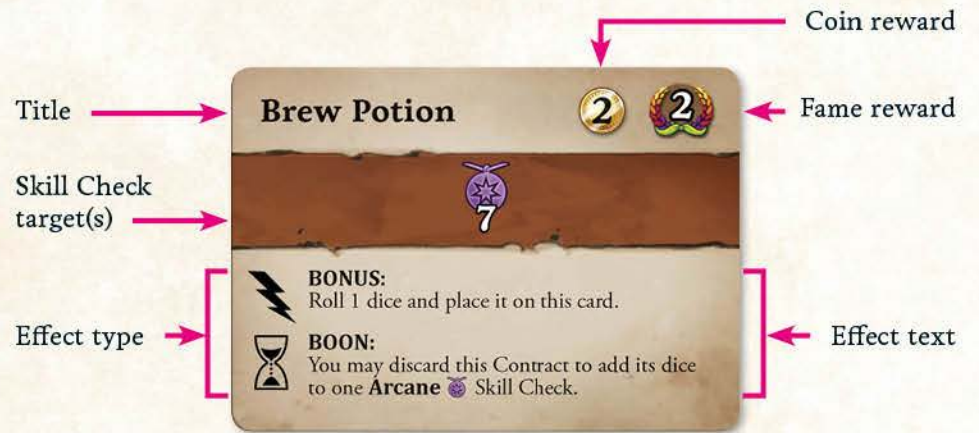 Coin reward
Title
Brew Potion
2
2
Fame reward
Skill Check
target(s)
7
BONUS:
Roll 1 dice and place it on this card.
Effect type
BOON:
You may discard this Contract to add its dice
to one Arcane Skill Check.
Effect text